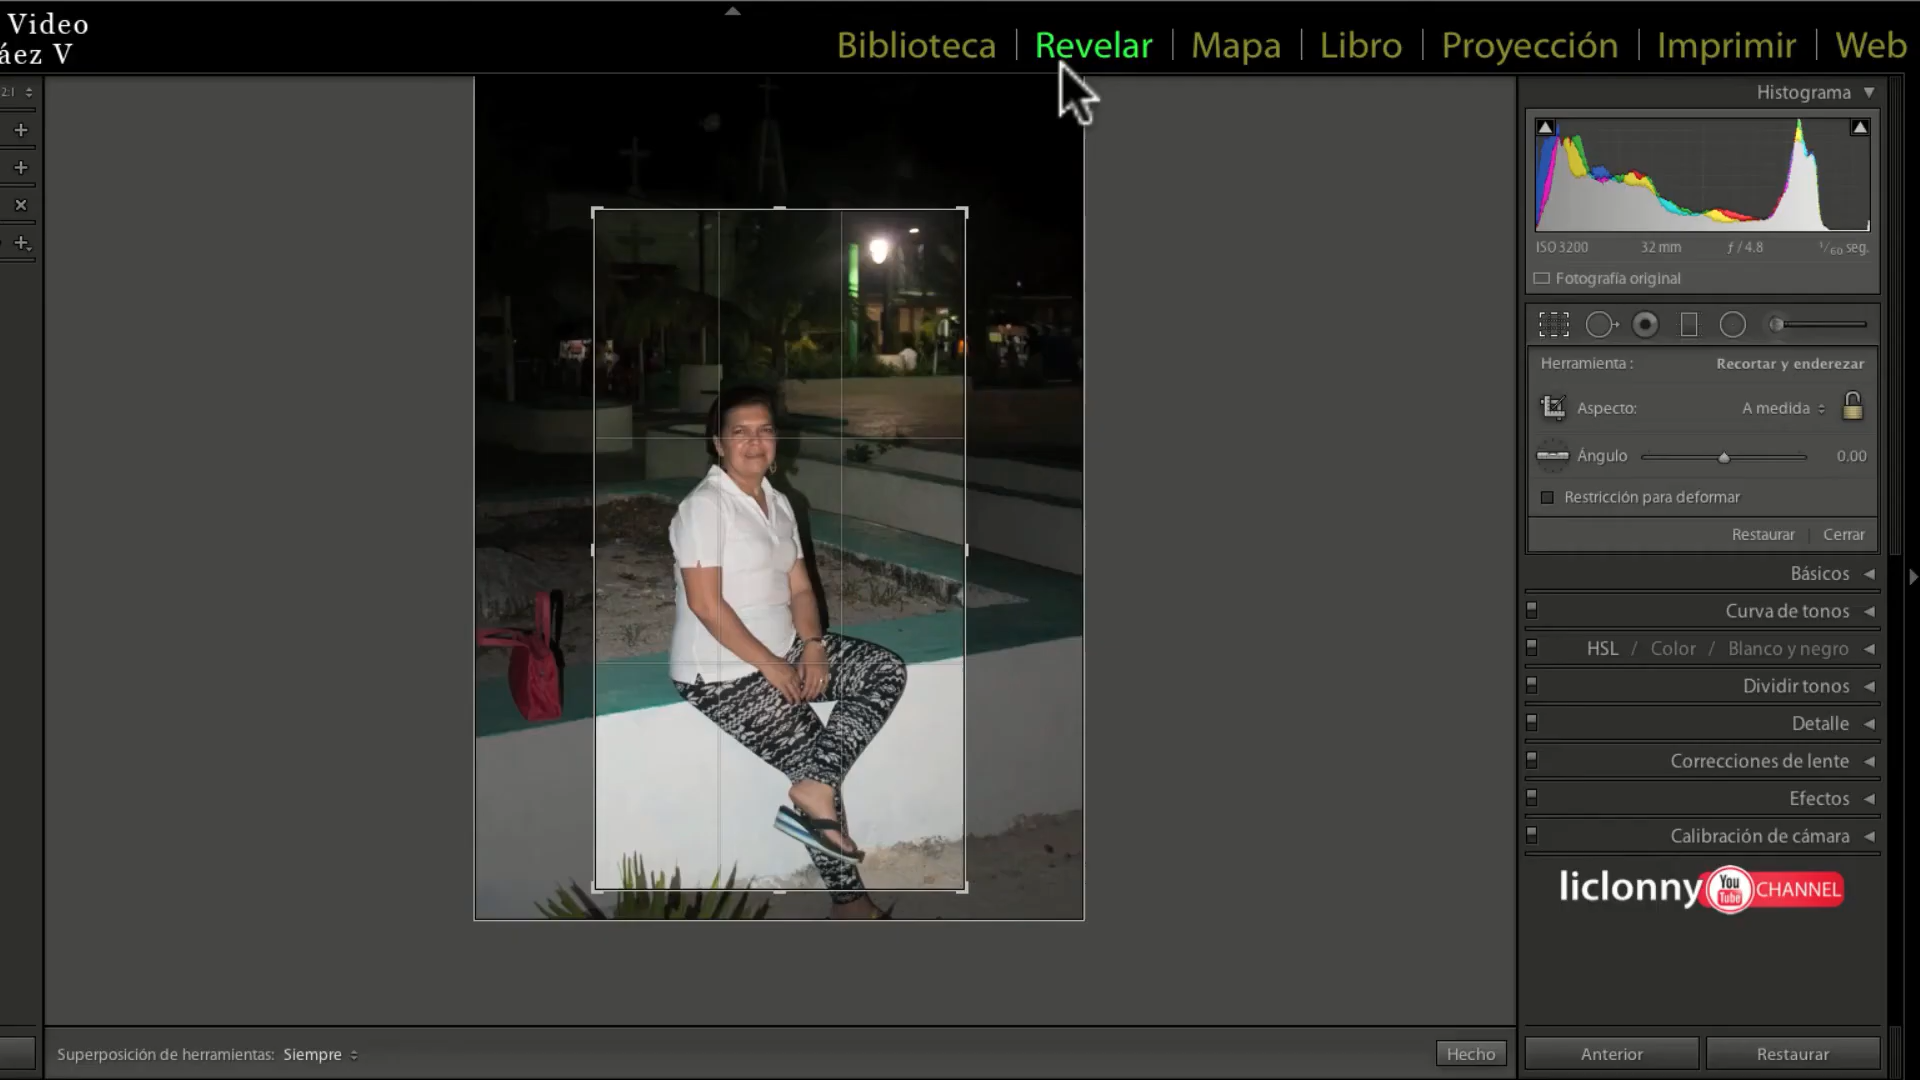 Video
áez V
Biblioteca | Revelar | Mapa | Libro | Proyección | Imprimir | Web
2:1
Histograma
ISO 3200 32 mm ƒ / 4.8 1/60 seg.
Fotografía original
Herramienta : Recortar y enderezar
Aspecto: A medida
Ángulo 0.00
Restricción para deformar
Restaurar | Cerrar
Básicos
Curva de tonos
HSL / Color / Blanco y negro
Dividir tonos
Detalle
Correcciones de lente
Efectos
Calibración de cámara
liclonny You Tube CHANNEL
Superposición de herramientas: Siempre
Hecho
Anterior
Restaurar